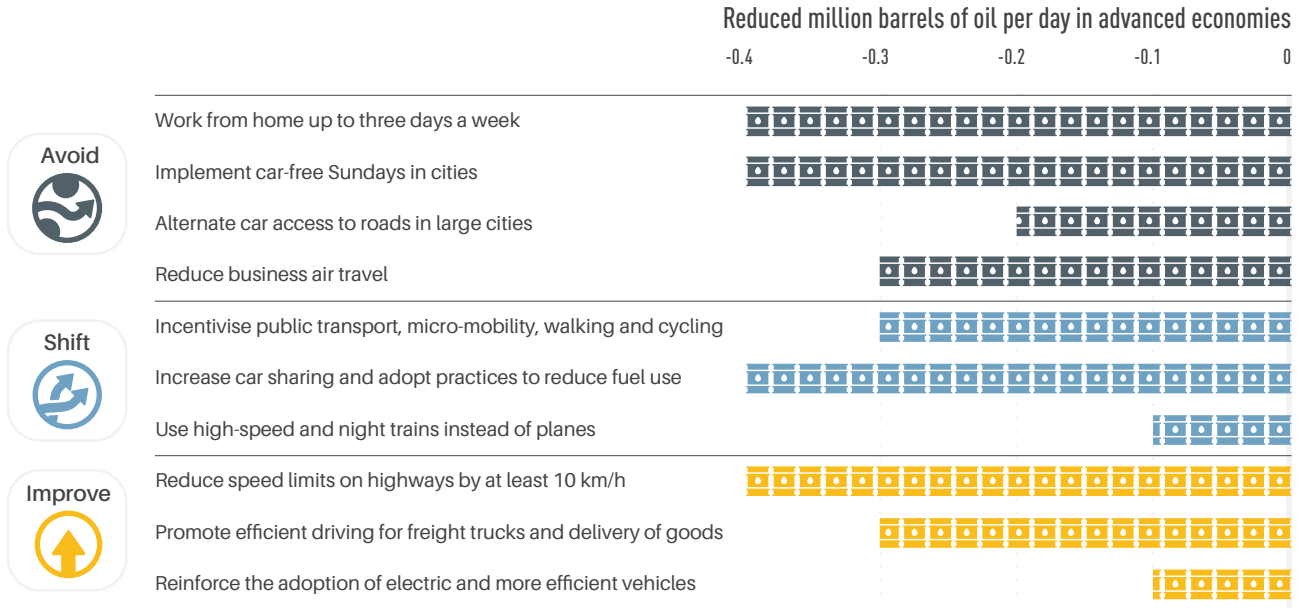 Reduced million barrels of oil per day in advanced economies
-0.4 -0.3 -0.2 -0.1 0
Avoid
Work from home up to three days a week
Implement car-free Sundays in cities
Alternate car access to roads in large cities
Reduce business air travel
Shift
Incentivise public transport, micro-mobility, walking and cycling
Increase car sharing and adopt practices to reduce fuel use
Use high-speed and night trains instead of planes
Improve
Reduce speed limits on highways by at least 10 km/h
Promote efficient driving for freight trucks and delivery of goods
Reinforce the adoption of electric and more efficient vehicles